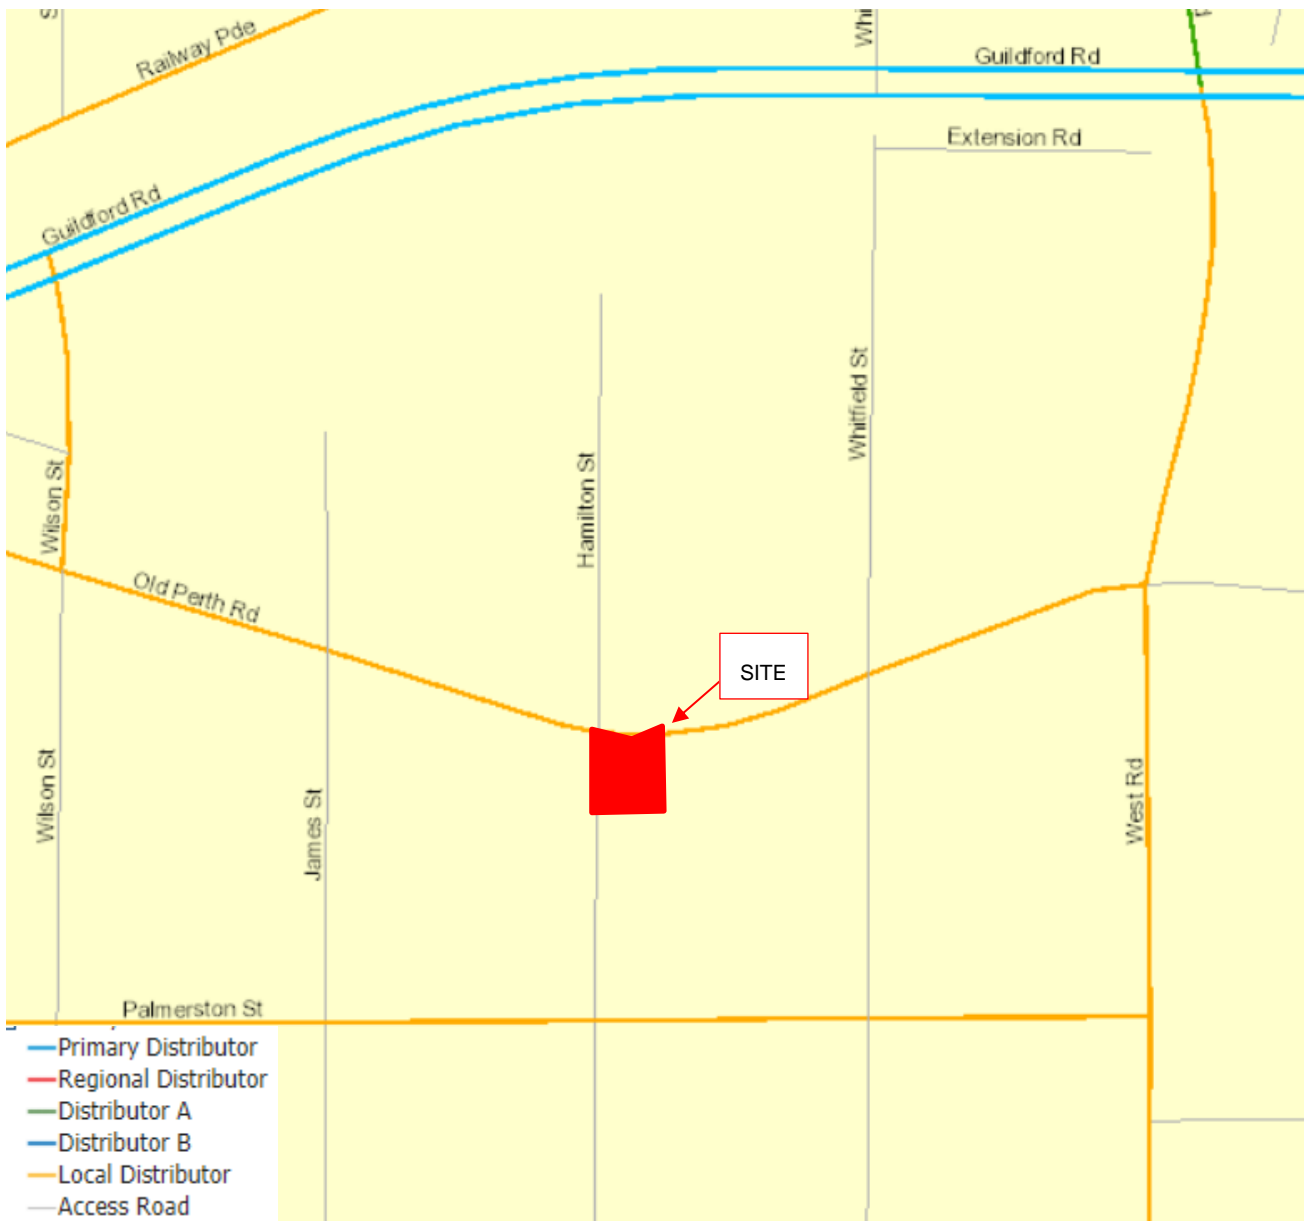 Railway Pde
Guildford Rd
Extension Rd
Guildford Rd
Whitfield St
Hamilton St
Wilson St
Old Perth Rd
SITE
Wilson St
James St
West Rd
Palmerston St
Primary Distributor
Regional Distributor
Distributor A
Distributor B
Local Distributor
Access Road